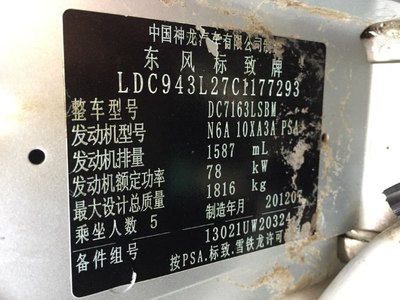 中国神龙汽车有限公司制
东风标致牌
LDC943L27C1177293
整车型号 DC7163LSBM
发动机型号 N6A 10XA3A PSA
发动机排量 1587 mL
发动机额定功率 78 kW
最大设计总质量 1816 kg
乘坐人数 5 制造年月 20120
备件组号 13021UW20324
按PSA.标致.雪铁龙许可